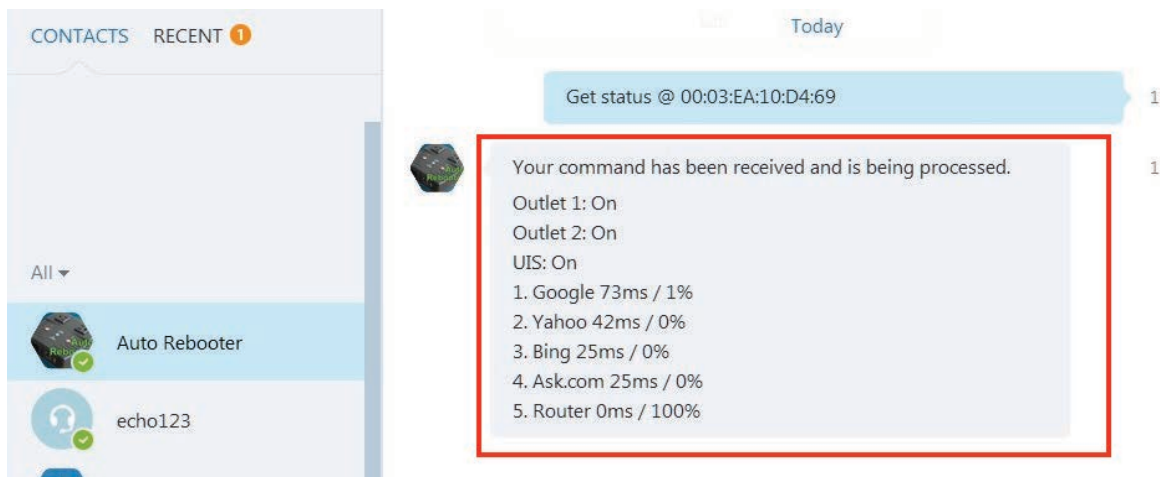 CONTACTS RECENT 1
Today
Get status @ 00:03:EA:10:D4:69
1
Your command has been received and is being processed.
1
Outlet 1: On
Outlet 2: On
UIS: On
1. Google 73ms / 1%
2. Yahoo 42ms / 0%
3. Bing 25ms / 0%
4. Ask.com 25ms / 0%
5. Router 0ms / 100%
All
Auto Rebooter
echo123